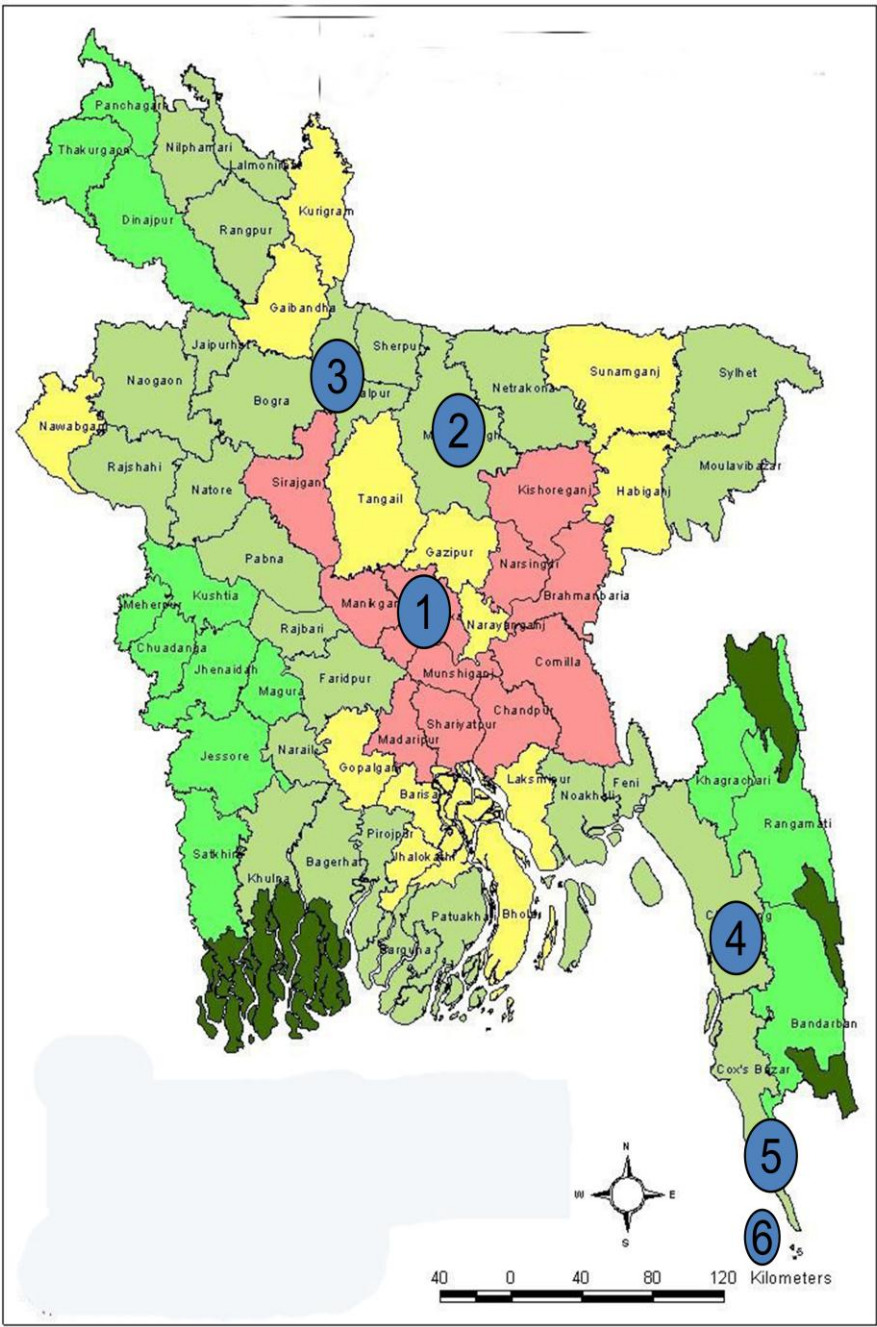 Panchagarh
Thakurgaon
Nilphamari
Lalmonirhat
Dinajpur
Rangpur
Kurigram
Gaibandha
Jaipurhat
Sherpur
Naogaon
Bogra
3
alpur
Netrakona
Sunamganj
Sylhet
Nawabganj
2
Rajshahi
Natore
Sirajganj
Tangail
Kishoreganj
Habiganj
Moulavibazar
Pabna
Gazipur
Narsingdi
Meherpur
Kushtia
Manikganj
1
Narayanganj
Brahmanbaria
Chuadanga
Jhenaidah
Rajbari
Magura
Faridpur
Munshiganj
Comilla
Shariyatpur
Chandpur
Madaripur
Jessore
Narail
Gopalganj
Barisal
Laksmipur
Noakhali
Feni
Khagrachari
Rangamati
Satkhira
Khulna
Bagerhat
Pirojpur
Jhalokathi
Patuakhali
Bhola
Barguna
4
Bandarban
Cox's Bazar
5
N
W E
S
6
40 0 40 80 120 Kilometers